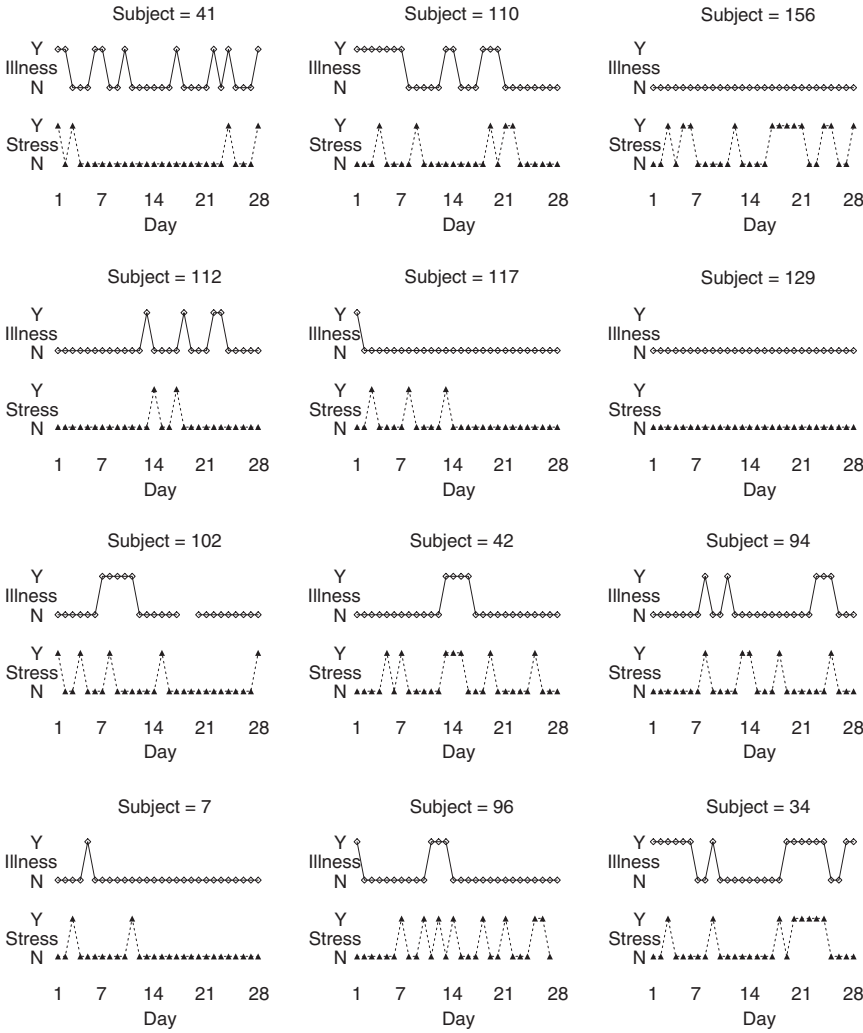 Subject = 41
Y
Illness
N
Y
Stress
N
1 7 14 21 28
Day
Subject = 110
Y
Illness
N
Y
Stress
N
1 7 14 21 28
Day
Subject = 156
Y
Illness
N
Y
Stress
N
1 7 14 21 28
Day
Subject = 112
Y
Illness
N
Y
Stress
N
1 7 14 21 28
Day
Subject = 117
Y
Illness
N
Y
Stress
N
1 7 14 21 28
Day
Subject = 129
Y
Illness
N
Y
Stress
N
1 7 14 21 28
Day
Subject = 102
Y
Illness
N
Y
Stress
N
1 7 14 21 28
Day
Subject = 42
Y
Illness
N
Y
Stress
N
1 7 14 21 28
Day
Subject = 94
Y
Illness
N
Y
Stress
N
1 7 14 21 28
Day
Subject = 7
Y
Illness
N
Y
Stress
N
1 7 14 21 28
Day
Subject = 96
Y
Illness
N
Y
Stress
N
1 7 14 21 28
Day
Subject = 34
Y
Illness
N
Y
Stress
N
1 7 14 21 28
Day